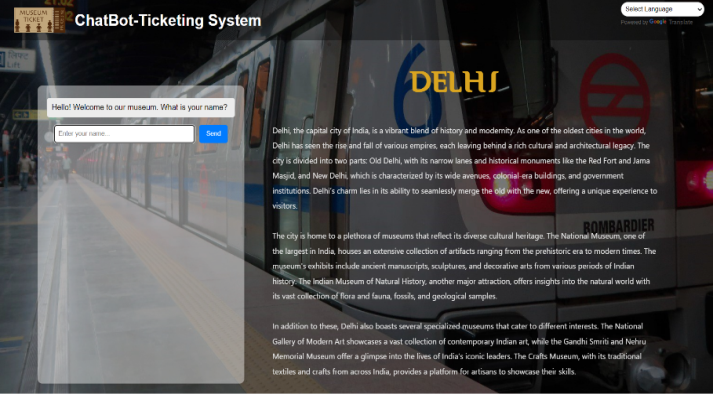 MUSEUM
TICKET
ChatBot-Ticketing System
Select Language
Powered by Google Translate
Hello! Welcome to our museum. What is your name?
Enter your name...
Send
DELHI
Delhi, the capital city of India, is a vibrant blend of history and modernity. As one of the oldest cities in the world,
Delhi has seen the rise and fall of various empires, each leaving behind a rich cultural and architectural legacy. The
city is divided into two parts: Old Delhi, with its narrow lanes and historical monuments like the Red Fort and Jama
Masjid, and New Delhi, which is characterized by its wide avenues, colonial-era buildings, and government
institutions. Delhi's charm lies in its ability to seamlessly merge the old with the new, offering a unique experience to
visitors.
The city is home to a plethora of museums that reflect its diverse cultural heritage. The National Museum, one of
the largest in India, houses an extensive collection of artifacts ranging from the prehistoric era to modern times. The
museum's exhibits include ancient manuscripts, sculptures, and decorative arts from various periods of Indian
history. The Indian Museum of Natural History, another major attraction, offers insights into the natural world with
its vast collection of flora and fauna, fossils, and geological samples.
In addition to these, Delhi also boasts several specialized museums that cater to different interests. The National
Gallery of Modern Art showcases a vast collection of contemporary Indian art, while the Gandhi Smriti and Nehru
Memorial Museum offer a glimpse into the lives of India's iconic leaders. The Crafts Museum, with its traditional
textiles and crafts from across India, provides a platform for artisans to showcase their skills.
6
BOMBARDIER